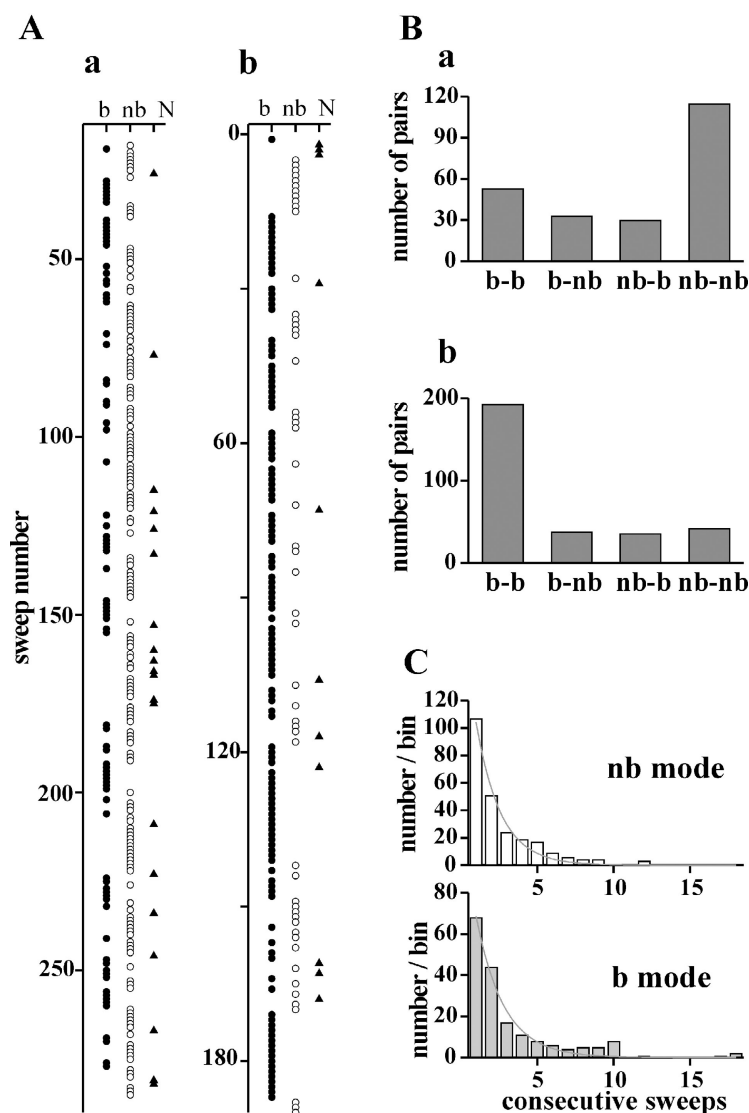 A
a
b nb N
50
100
150
200
250
sweep number
b
b nb N
0
60
120
180
B
a
120
90
60
30
0
number of pairs
b-b b-nb nb-b nb-nb
b
200
100
0
number of pairs
b-b b-nb nb-b nb-nb
C
120
100
80
60
40
20
0
number / bin
nb mode
5 10 15
80
60
40
20
0
number / bin
b mode
5 10 15
consecutive sweeps